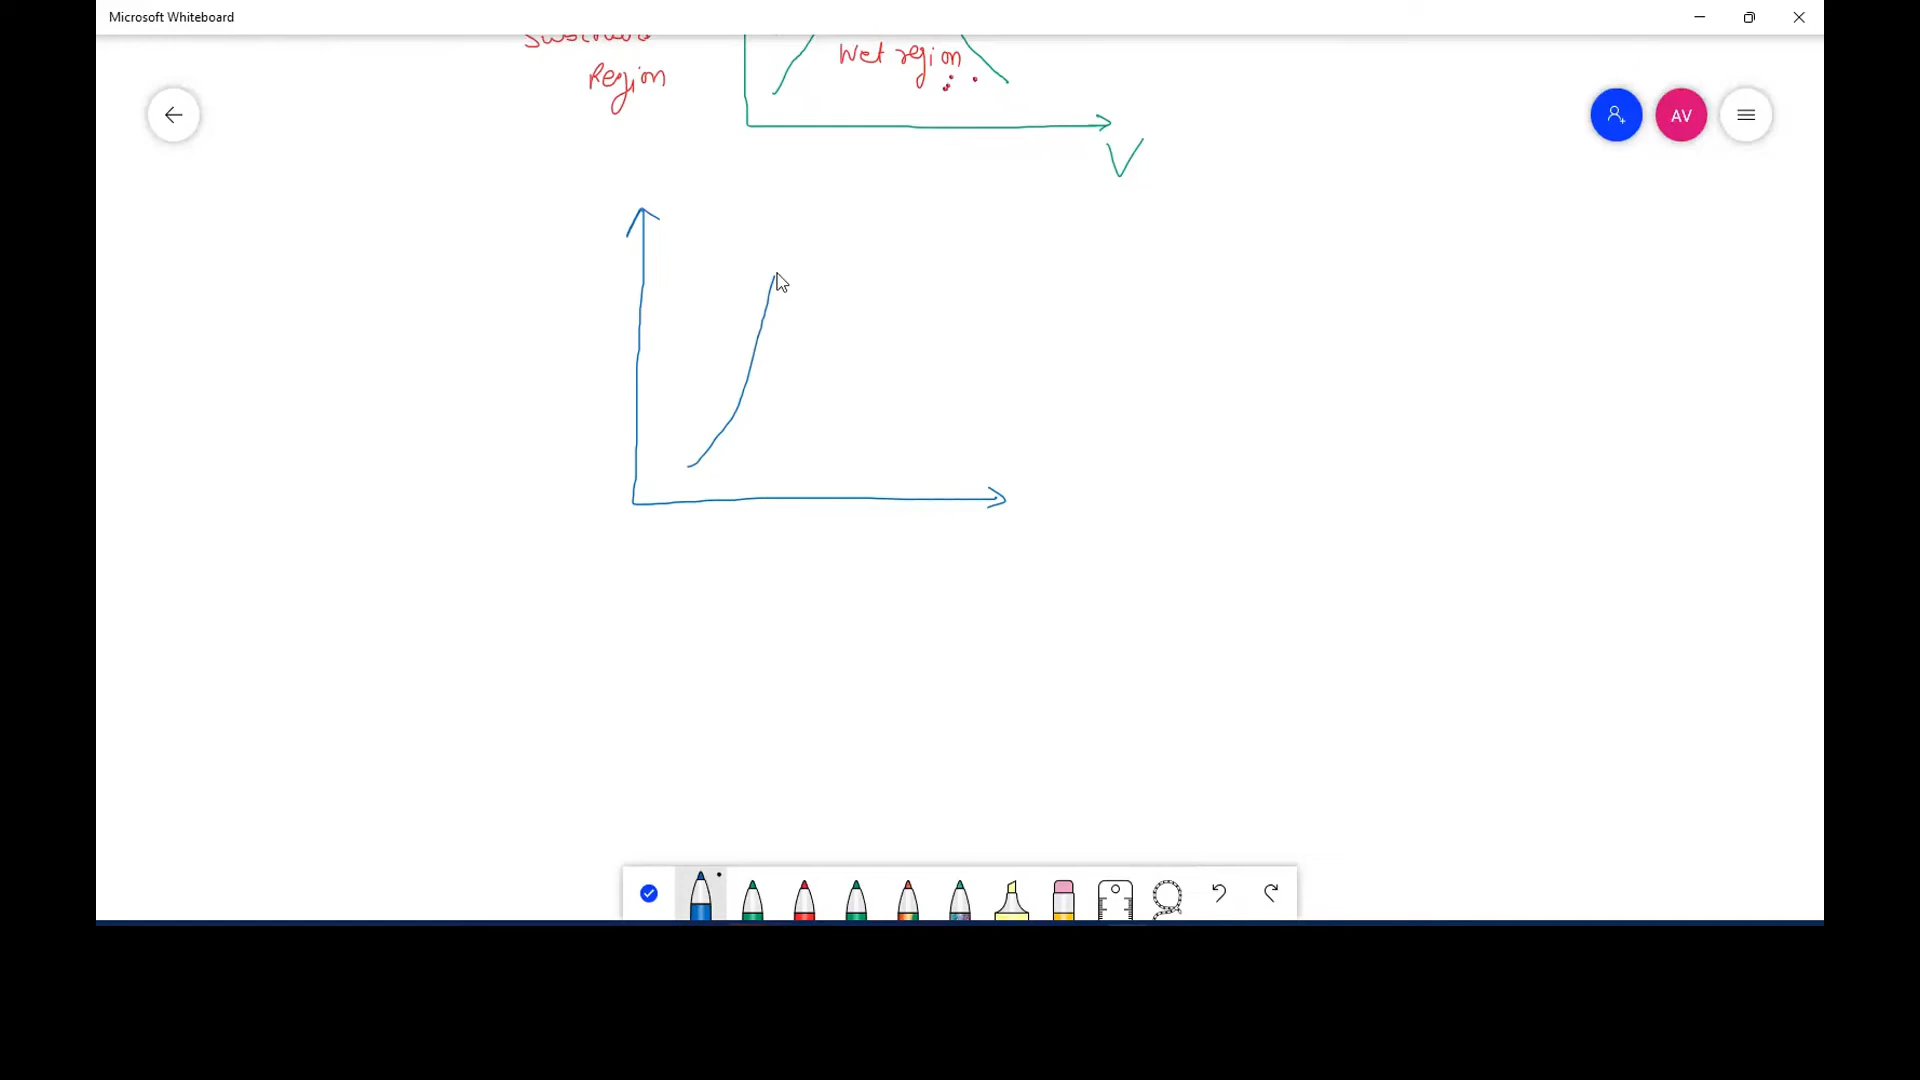 Microsoft Whiteboard
Wet region
Region
AV
V